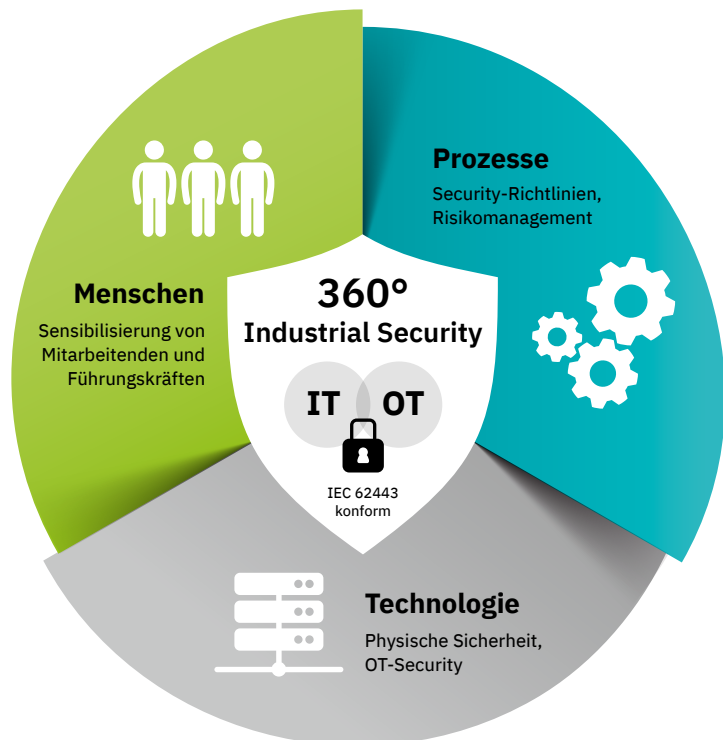 Prozesse
Security-Richtlinien,
Risikomanagement
Menschen
Sensibilisierung von
Mitarbeitenden und
Führungskräften
360°
Industrial Security
IT OT
IEC 62443
konform
Technologie
Physische Sicherheit,
OT-Security